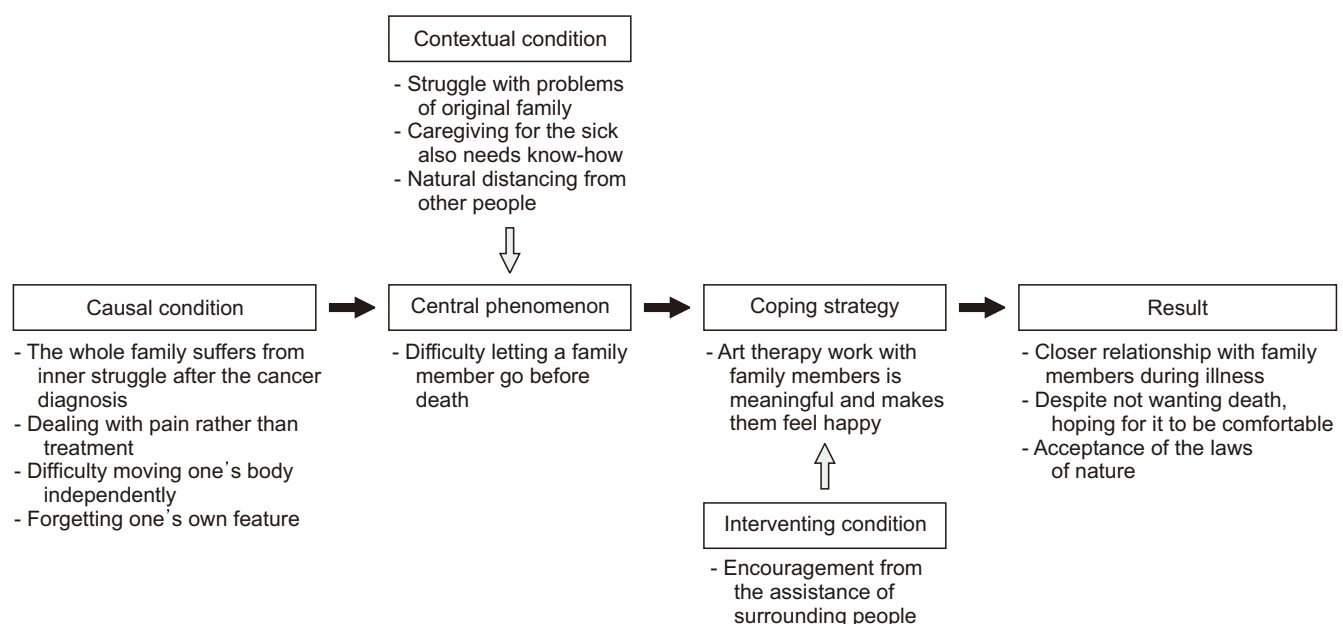 Contextual condition
- Struggle with problems
of original family
- Caregiving for the sick
also needs know-how
- Natural distancing from
other people
Causal condition
- The whole family suffers from
inner struggle after the cancer
diagnosis
- Dealing with pain rather than
treatment
- Difficulty moving one's body
independently
- Forgetting one's own feature
Central phenomenon
- Difficulty letting a family
member go before
death
Coping strategy
- Art therapy work with
family members is
meaningful and makes
them feel happy
Interventing condition
- Encouragement from
the assistance of
surrounding people
Result
- Closer relationship with family
members during illness
- Despite not wanting death,
hoping for it to be comfortable
- Acceptance of the laws
of nature